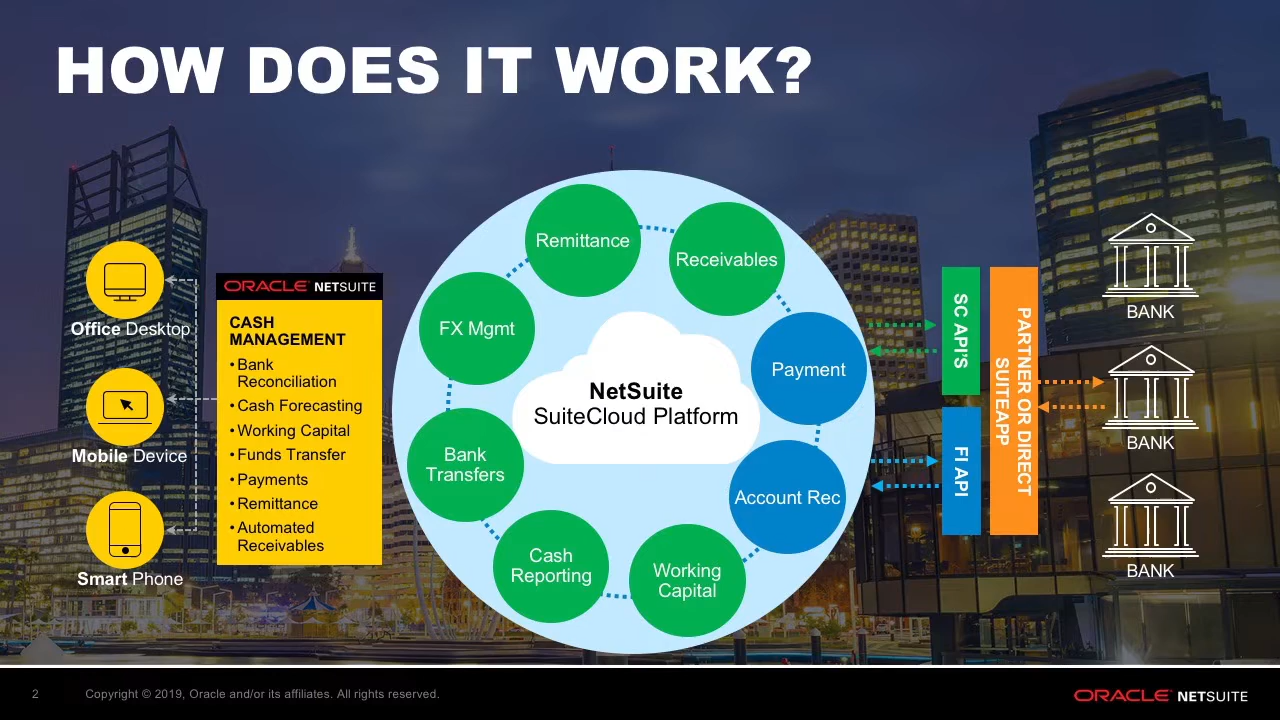 HOW DOES IT WORK?
Office Desktop
Mobile Device
Smart Phone
ORACLE NETSUITE
CASH
MANAGEMENT
• Bank
Reconciliation
• Cash Forecasting
• Working Capital
• Funds Transfer
• Payments
• Remittance
• Automated
Receivables
Remittance
Receivables
FX Mgmt
Payment
NetSuite
SuiteCloud Platform
Bank
Transfers
Account Rec
Cash
Reporting
Working
Capital
SC API'S
FI API
PARTNER OR DIRECT
SUITEAPP
BANK
BANK
BANK
2
Copyright © 2019, Oracle and/or its affiliates. All rights reserved.
ORACLE NETSUITE